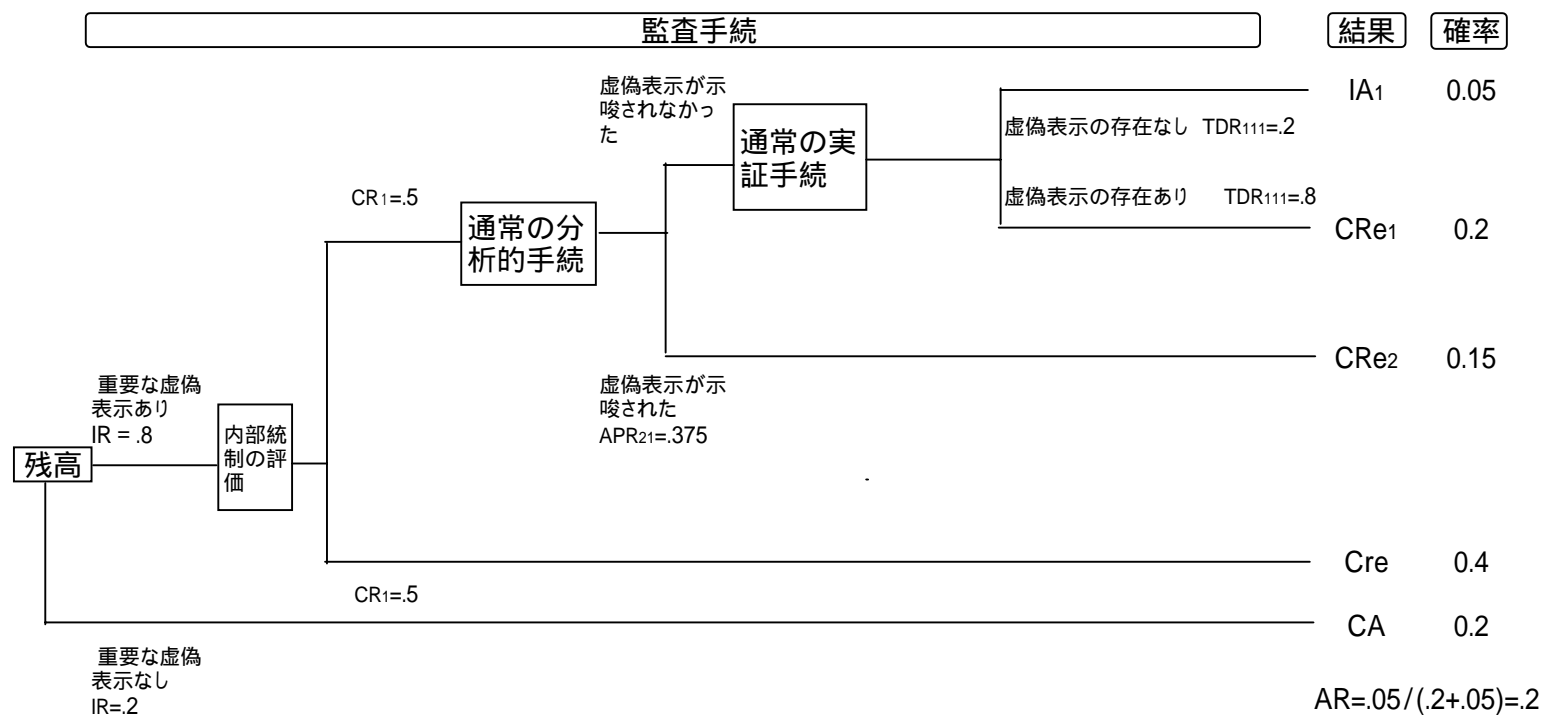 監査手続
結果
確率
虚偽表示が示
唆されなかっ
た
通常の実
証手続
IA1
0.05
虚偽表示の存在なし TDR111=.2
虚偽表示の存在あり TDR111=.8
CRe1
0.2
CR1=.5
通常の分
析的手続
CRe2
0.15
虚偽表示が示
唆された
APR21=.375
重要な虚偽
表示あり
IR = .8
残高
内部統
制の評
価
Cre
0.4
CR1=.5
CA
0.2
重要な虚偽
表示なし
IR=.2
AR=.05/(.2+.05)=.2